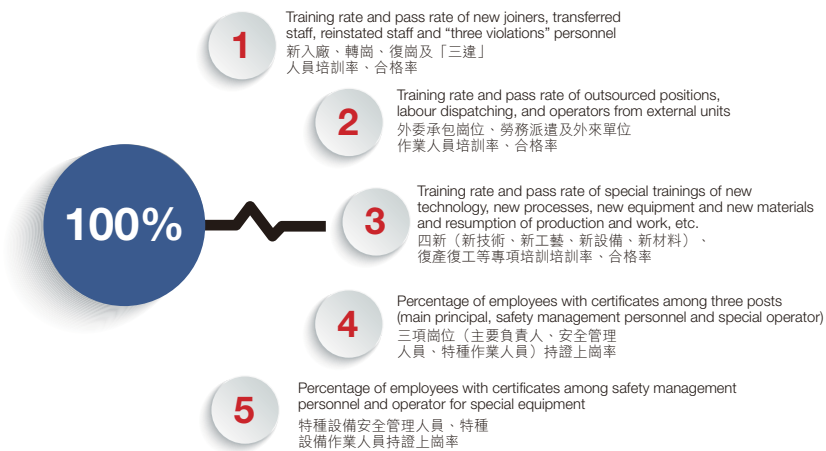 100%
1
Training rate and pass rate of new joiners, transferred
staff, reinstated staff and “three violations” personnel
新入廠、轉崗、復崗及「三違」
人員培訓率、合格率
2
Training rate and pass rate of outsourced positions,
labour dispatching, and operators from external units
外委承包崗位、勞務派遣及外來單位
作業人員培訓率、合格率
3
Training rate and pass rate of special trainings of new
technology, new processes, new equipment and new materials
and resumption of production and work, etc.
四新（新技術、新工藝、新設備、新材料）、
復產復工等專項培訓培訓率、合格率
4
Percentage of employees with certificates among three posts
(main principal, safety management personnel and special operator)
三項崗位（主要負責人、安全管理
人員、特種作業人員）持證上崗率
5
Percentage of employees with certificates among safety management
personnel and operator for special equipment
特種設備安全管理人員、特種
設備作業人員持證上崗率